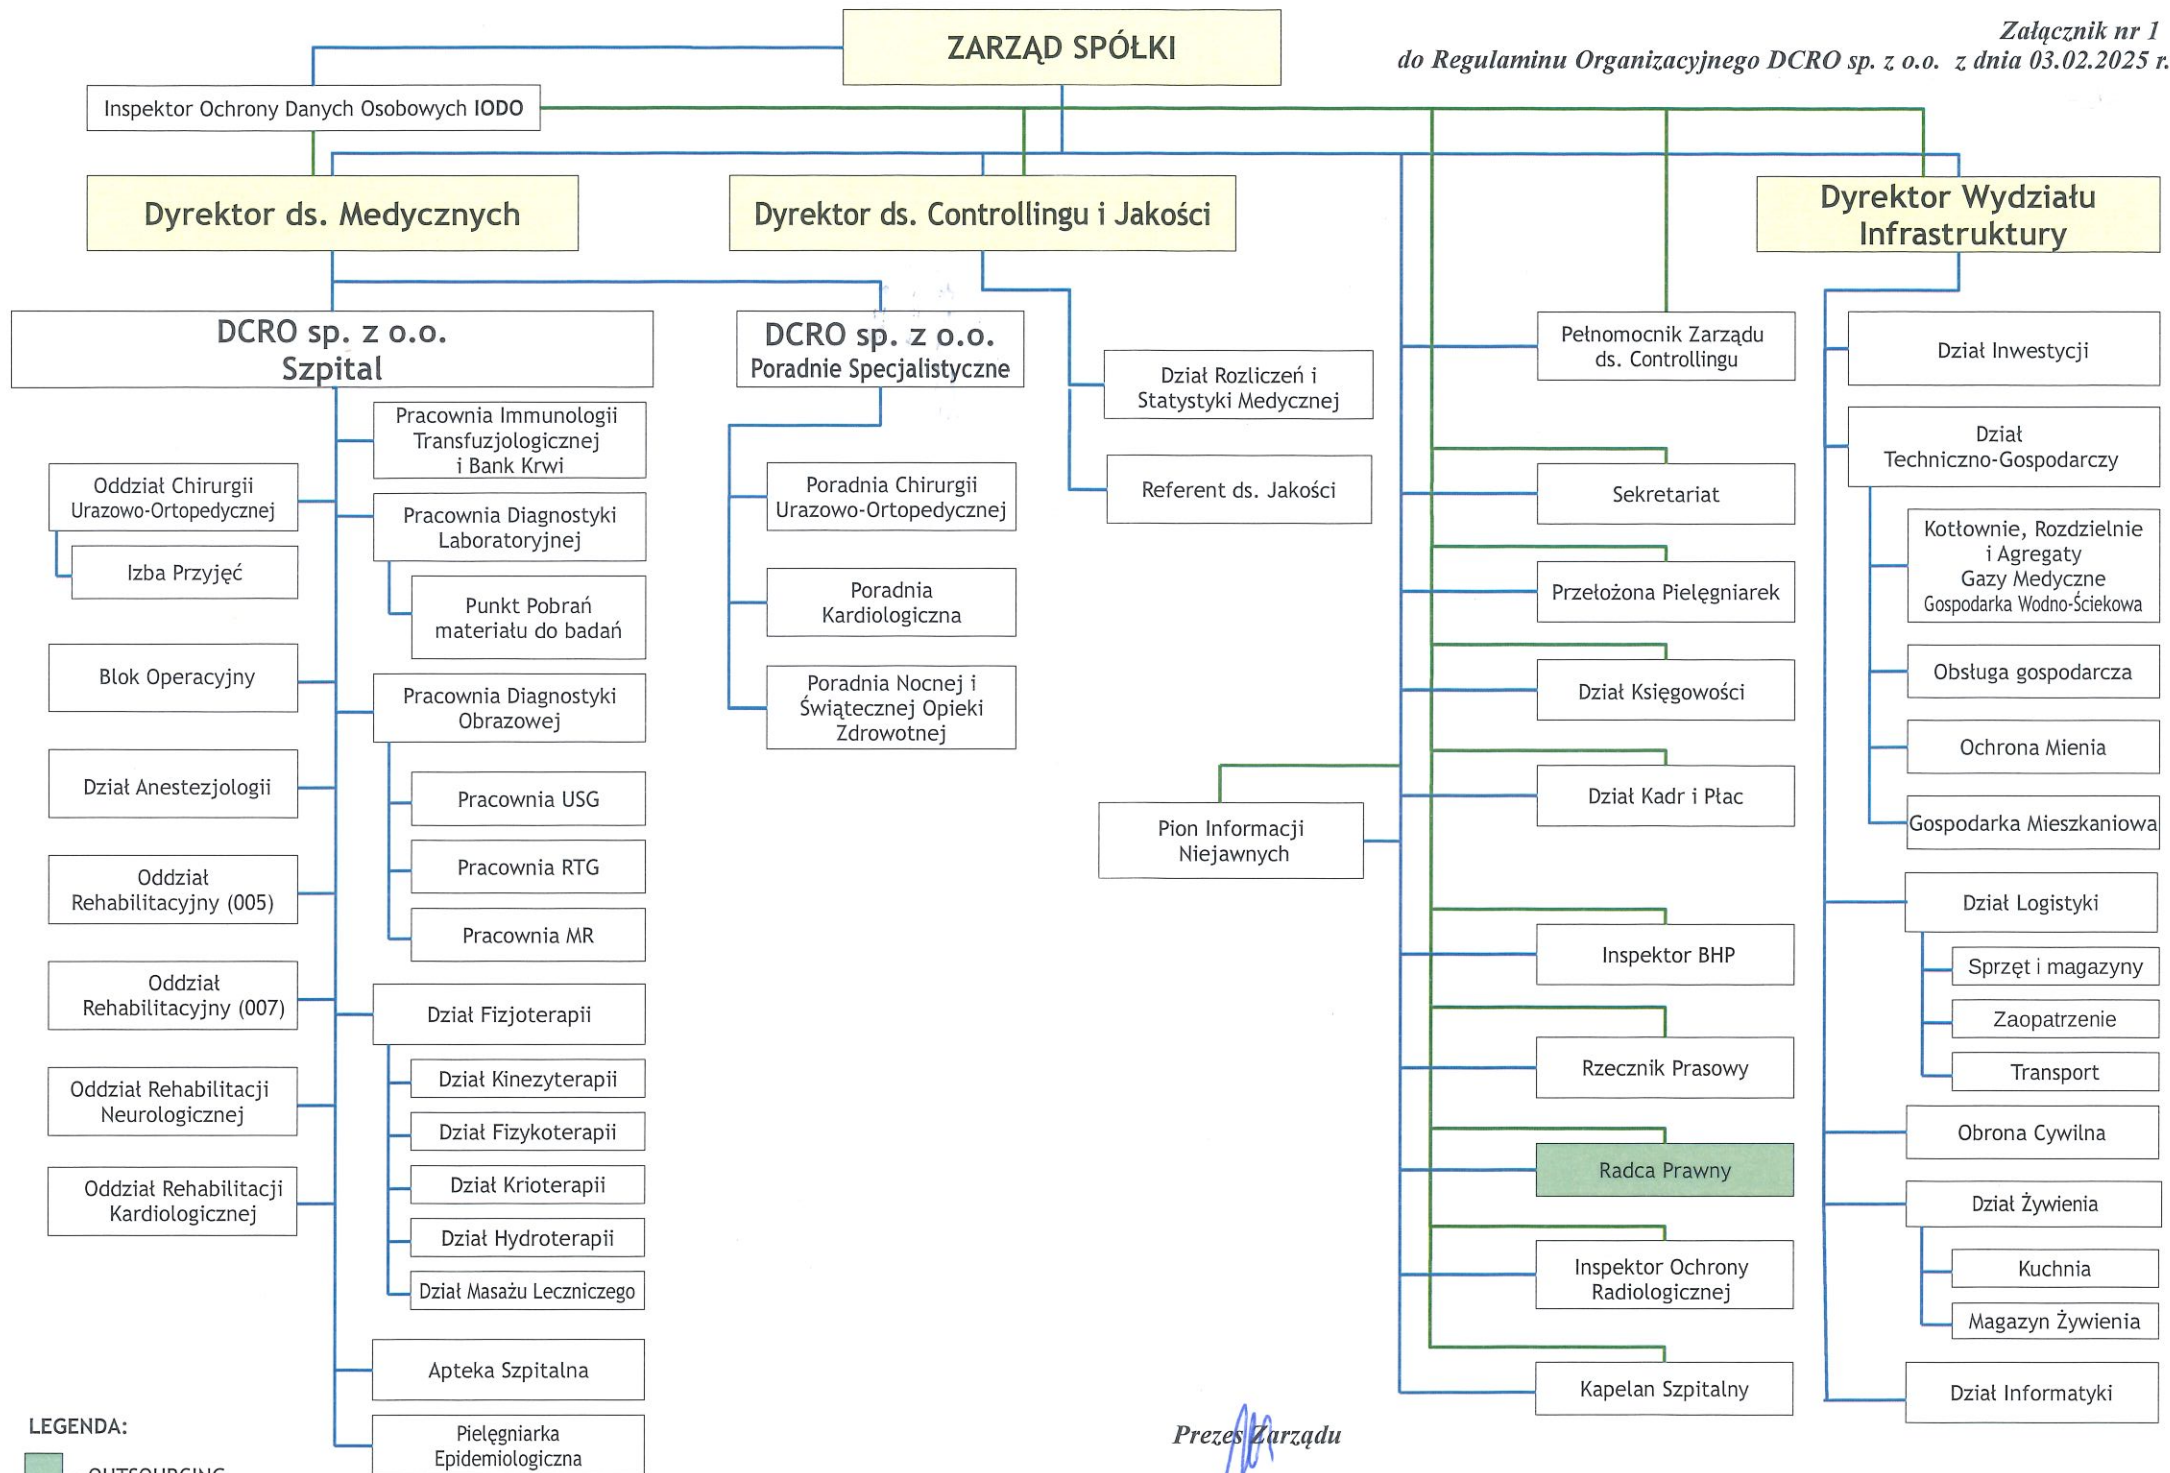 ZARZĄD SPÓŁKI
Załącznik nr 1
do Regulaminu Organizacyjnego DCRO sp. z o.o. z dnia 03.02.2025 r.
Inspektor Ochrony Danych Osobowych IODO
Dyrektor ds. Medycznych
Dyrektor ds. Controllingu i Jakości
Dyrektor Wydziału
Infrastruktury
DCRO sp. z o.o.
Szpital
Oddział Chirurgii
Urazowo-Ortopedycznej
Izba Przyjęć
Blok Operacyjny
Dział Anestezjologii
Oddział
Rehabilitacyjny (005)
Oddział
Rehabilitacyjny (007)
Oddział Rehabilitacji
Neurologicznej
Oddział Rehabilitacji
Kardiologicznej
Pracownia Immunologii
Transfuzjologicznej
i Bank Krwi
Pracownia Diagnostyki
Laboratoryjnej
Punkt Pobrań
materiału do badań
Pracownia Diagnostyki
Obrazowej
Pracownia USG
Pracownia RTG
Pracownia MR
Dział Fizjoterapii
Dział Kinezyterapii
Dział Fizykoterapii
Dział Krioterapii
Dział Hydroterapii
Dział Masażu Leczniczego
Apteka Szpitalna
Pielęgniarka
Epidemiologiczna
DCRO sp. z o.o.
Poradnie Specjalistyczne
Poradnia Chirurgii
Urazowo-Ortopedycznej
Poradnia
Kardiologiczna
Poradnia Nocnej i
Świątecznej Opieki
Zdrowotnej
Dział Rozliczeń i
Statystyki Medycznej
Referent ds. Jakości
Pion Informacji
Niejawnych
Pełnomocnik Zarządu
ds. Controllingu
Sekretariat
Przełożona Pielęgniarek
Dział Księgowości
Dział Kadr i Płac
Inspektor BHP
Rzecznik Prasowy
Radca Prawny
Inspektor Ochrony
Radiologicznej
Kapelan Szpitalny
Dział Inwestycji
Dział
Techniczno-Gospodarczy
Kotłownie, Rozdzielnie
i Agregaty
Gazy Medyczne
Gospodarka Wodno-Ściekowa
Obsługa gospodarcza
Ochrona Mienia
Gospodarka Mieszkaniowa
Dział Logistyki
Sprzęt i magazyny
Zaopatrzenie
Transport
Obrona Cywilna
Dział Żywienia
Kuchnia
Magazyn Żywienia
Dział Informatyki
LEGENDA:
OUTSOURCING
Prezes Zarządu